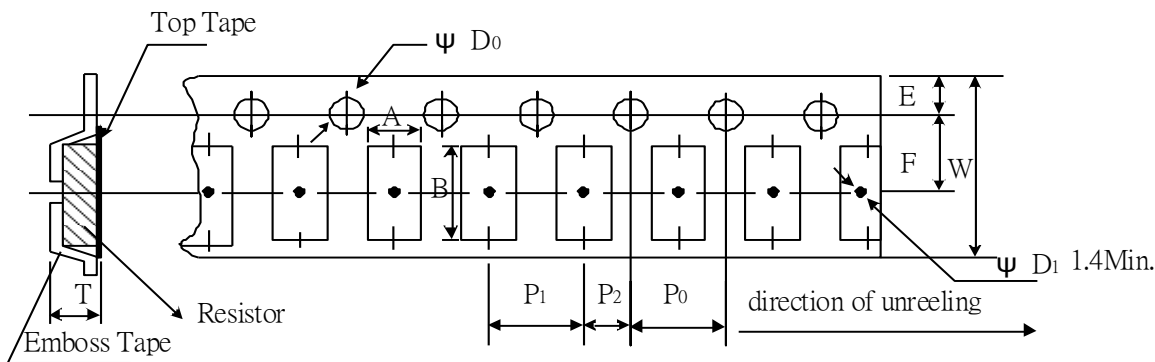 Top Tape
Ψ D0
E
A
F
W
B
Ψ D1 1.4Min.
T
P1
P2
P0
direction of unreeling
Resistor
Emboss Tape